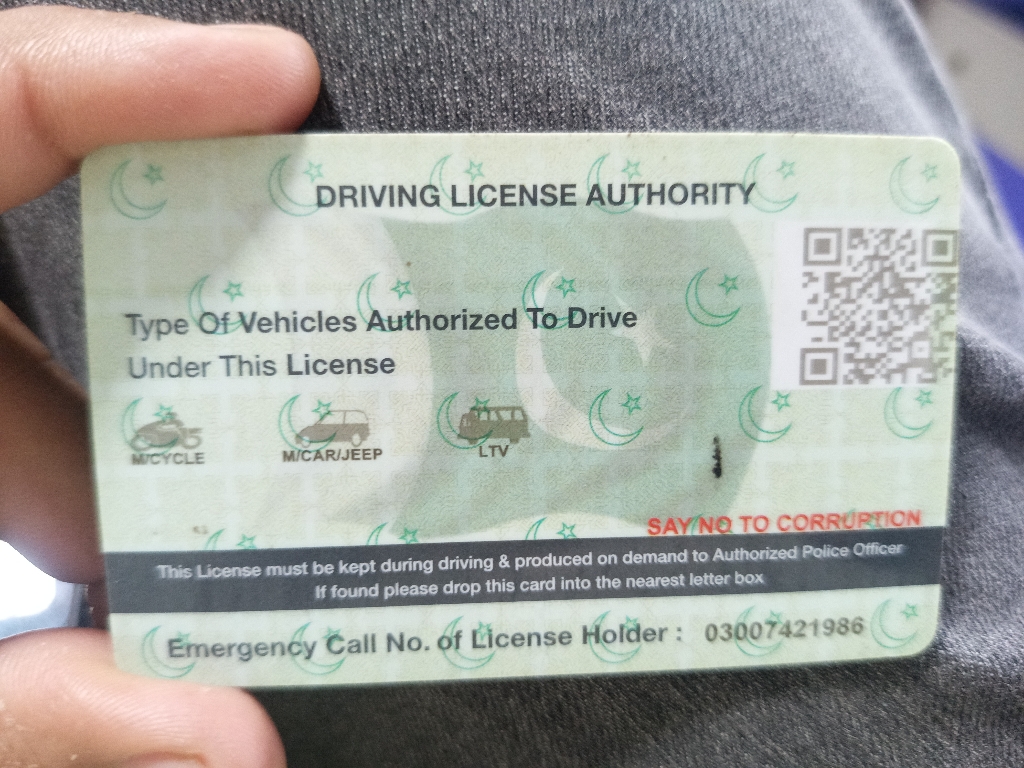 DRIVING LICENSE AUTHORITY
Type Of Vehicles Authorized To Drive
Under This License
M/CYCLE
M/CAR/JEEP
LTV
SAY NO TO CORRUPTION
This License must be kept during driving & produced on demand to Authorized Police Officer
If found please drop this card into the nearest letter box
Emergency Call No. of License Holder : 03007421986